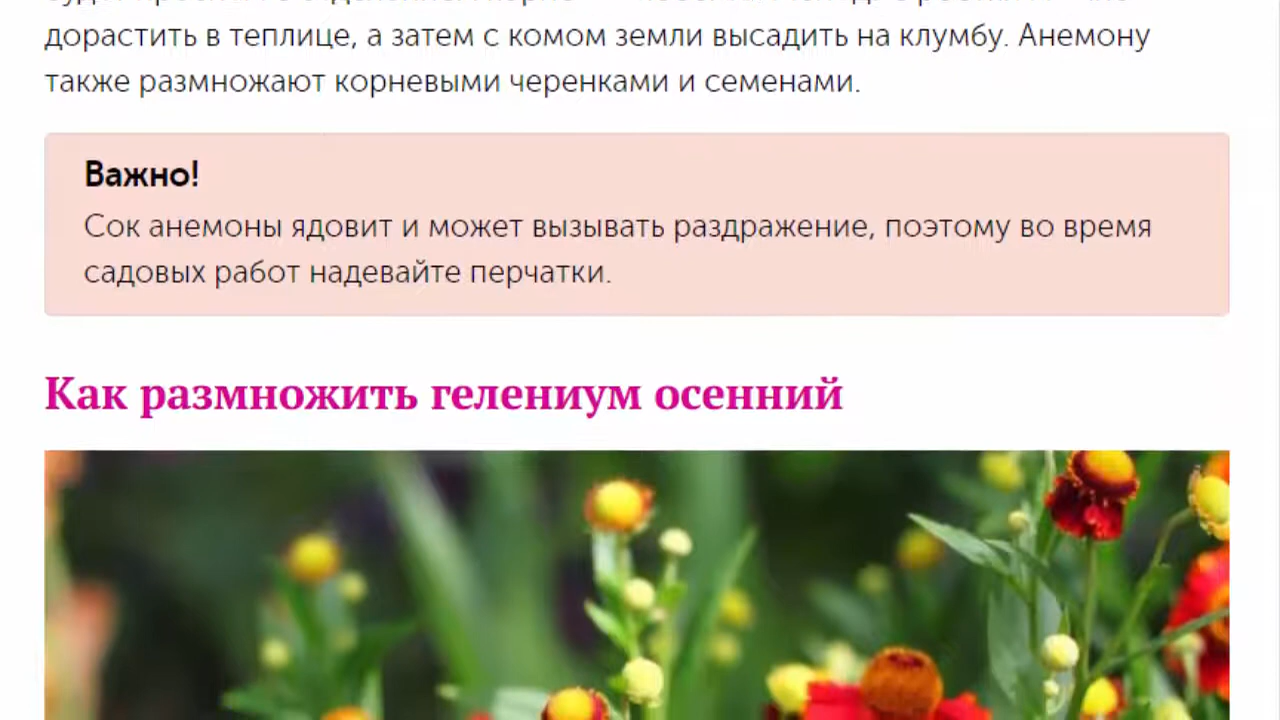 дорастить в теплице, а затем с комом земли высадить на клумбу. Анемону
также размножают корневыми черенками и семенами.
Важно!
Сок анемоны ядовит и может вызывать раздражение, поэтому во время
садовых работ надевайте перчатки.
Как размножить гелениум осенний